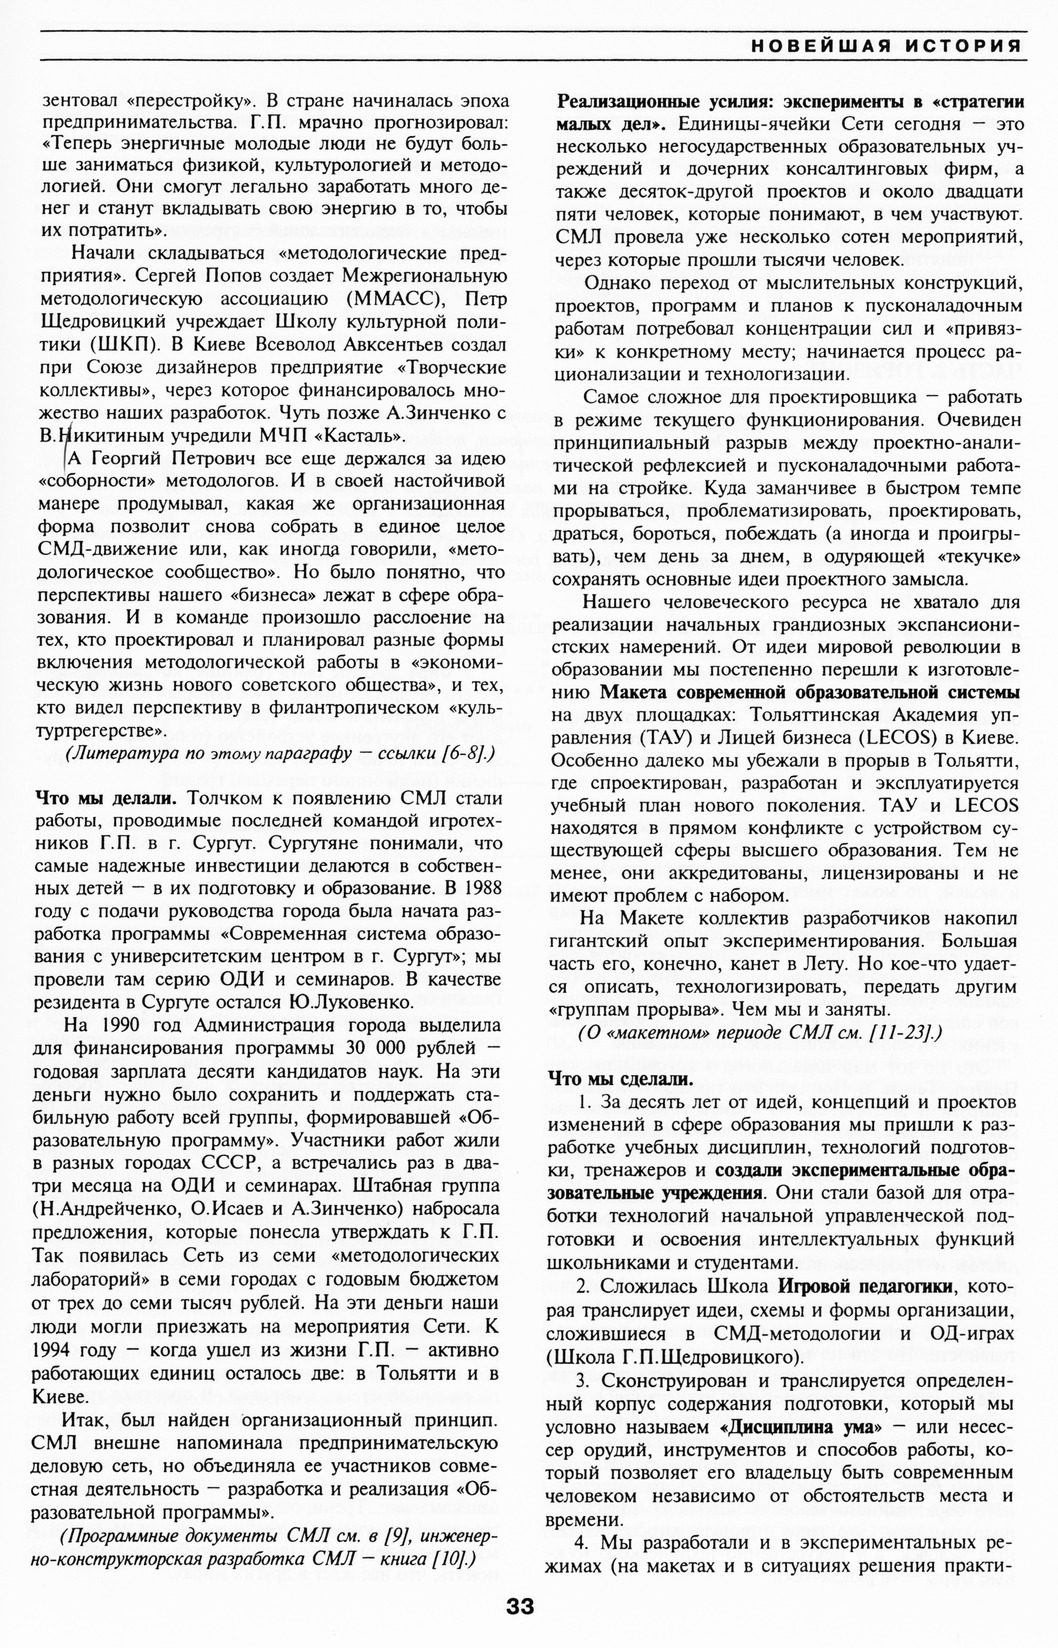 НОВЕЙШАЯ ИСТОРИЯ
зентовал «перестройку». В стране начиналась эпоха
предпринимательства. Г.П. мрачно прогнозировал:
«Теперь энергичные молодые люди не будут боль-
ше заниматься физикой, культурологией и методо-
логией. Они смогут легально заработать много де-
нег и станут вкладывать свою энергию в то, чтобы
их потратить».
Начали складываться «методологические пред-
приятия». Сергей Попов создает Межрегиональную
методологическую ассоциацию (ММАСС), Петр
Щедровицкий учреждает Школу культурной поли-
тики (ШКП). В Киеве Всеволод Авксентьев создал
при Союзе дизайнеров предприятие «Творческие
коллективы», через которое финансировалось мно-
жество наших разработок. Чуть позже А.Зинченко с
В.Никитиным учредили МЧП «Касталь».
А Георгий Петрович все еще держался за идею
«соборности» методологов. И в своей настойчивой
манере продумывал, какая же организационная
форма позволит снова собрать в единое целое
СМД-движение или, как иногда говорили, «мето-
дологическое сообщество». Но было понятно, что
перспективы нашего «бизнеса» лежат в сфере обра-
зования. И в команде произошло расслоение на
тех, кто проектировал и планировал разные формы
включения методологической работы в «экономи-
ческую жизнь нового советского общества», и тех,
кто видел перспективу в филантропическом «куль-
туртрегерстве».
(Литература по этому параграфу — ссылки [6-8].)
Что мы делали. Толчком к появлению СМЛ стали
работы, проводимые последней командой игротех-
ников Г.П. в г. Сургут. Сургутяне понимали, что
самые надежные инвестиции делаются в собствен-
ных детей — в их подготовку и образование. В 1988
году с подачи руководства города была начата раз-
работка программы «Современная система образо-
вания с университетским центром в г. Сургут»; мы
провели там серию ОДИ и семинаров. В качестве
резидента в Сургуте остался Ю.Луковенко.
На 1990 год Администрация города выделила
для финансирования программы 30 000 рублей —
годовая зарплата десяти кандидатов наук. На эти
деньги нужно было сохранить и поддержать ста-
бильную работу всей группы, формировавшей «Об-
разовательную программу». Участники работ жили
в разных городах СССР, а встречались раз в два-
три месяца на ОДИ и семинарах. Штабная группа
(Н.Андрейченко, О.Исаев и А.Зинченко) набросала
предложения, которые понесла утверждать к Г.П.
Так появилась Сеть из семи «методологических
лабораторий» в семи городах с годовым бюджетом
от трех до семи тысяч рублей. На эти деньги наши
люди могли приезжать на мероприятия Сети. К
1994 году — когда ушел из жизни Г.П. — активно
работающих единиц осталось две: в Тольятти и в
Киеве.
Итак, был найден организационный принцип.
СМЛ внешне напоминала предпринимательскую
деловую сеть, но объединяла ее участников совме-
стная деятельность — разработка и реализация «Об-
разовательной программы».
(Программные документы СМЛ см. в [9], инженер-
но-конструкторская разработка СМЛ — книга [10].)
Реализационные усилия: эксперименты в «стратегии
малых дел». Единицы-ячейки Сети сегодня — это
несколько негосударственных образовательных уч-
реждений и дочерних консалтинговых фирм, а
также десяток-другой проектов и около двадцати
пяти человек, которые понимают, в чем участвуют.
СМЛ провела уже несколько сотен мероприятий,
через которые прошли тысячи человек.
Однако переход от мыслительных конструкций,
проектов, программ и планов к пусконаладочным
работам потребовал концентрации сил и «привяз-
ки» к конкретному месту; начинается процесс ра-
ционализации и технологизации.
Самое сложное для проектировщика — работать
в режиме текущего функционирования. Очевиден
принципиальный разрыв между проектно-анали-
тической рефлексией и пусконаладочными работа-
ми на стройке. Куда заманчивее в быстром темпе
прорываться, проблематизировать, проектировать,
драться, бороться, побеждать (а иногда и проигры-
вать), чем день за днем, в одуряющей «текучке»
сохранять основные идеи проектного замысла.
Нашего человеческого ресурса не хватало для
реализации начальных грандиозных экспансиони-
стских намерений. От идеи мировой революции в
образовании мы постепенно перешли к изготовле-
нию Макета современной образовательной системы
на двух площадках: Тольяттинская Академия уп-
равления (ТАУ) и Лицей бизнеса (LECOS) в Киеве.
Особенно далеко мы убежали в прорыв в Тольятти,
где спроектирован, разработан и эксплуатируется
учебный план нового поколения. ТАУ и LECOS
находятся в прямом конфликте с устройством су-
ществующей сферы высшего образования. Тем не
менее, они аккредитованы, лицензированы и не
имеют проблем с набором.
На Макете коллектив разработчиков накопил
гигантский опыт экспериментирования. Большая
часть его, конечно, канет в Лету. Но кое-что удает-
ся описать, технологизировать, передать другим
«группам прорыва». Чем мы и заняты.
(О «макетном» периоде СМЛ см. [11-23].)
Что мы сделали.
1. За десять лет от идей, концепций и проектов
изменений в сфере образования мы пришли к раз-
работке учебных дисциплин, технологий подготов-
ки, тренажеров и создали экспериментальные обра-
зовательные учреждения. Они стали базой для отра-
ботки технологий начальной управленческой под-
готовки и освоения интеллектуальных функций
школьниками и студентами.
2. Сложилась Школа Игровой педагогики, кото-
рая транслирует идеи, схемы и формы организации,
сложившиеся в СМД-методологии и ОД-играх
(Школа Г.П.Щедровицкого).
3. Сконструирован и транслируется определен-
ный корпус содержания подготовки, который мы
условно называем «Дисциплина ума» — или несес-
сер орудий, инструментов и способов работы, ко-
торый позволяет его владельцу быть современным
человеком независимо от обстоятельств места и
времени.
4. Мы разработали и в экспериментальных ре-
жимах (на макетах и в ситуациях решения практи-
33